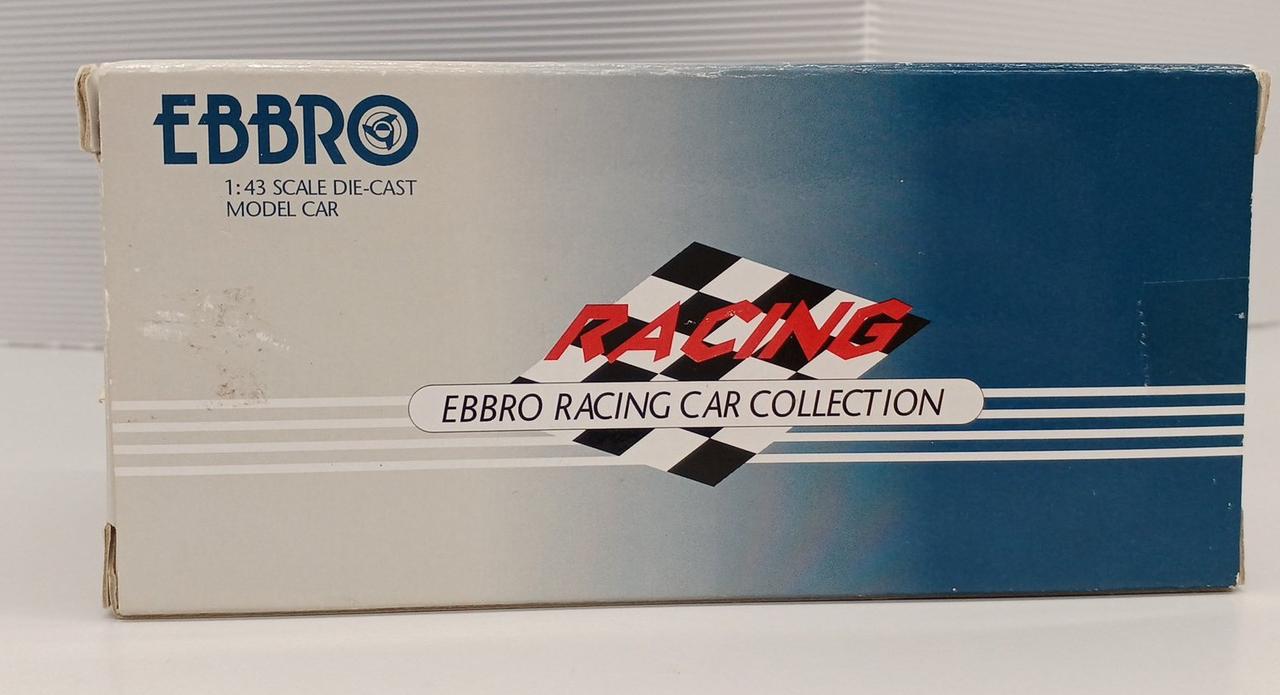 EBBRO
1:43 SCALE DIE-CAST
MODEL CAR
RACING
EBBRO RACING CAR COLLECTION